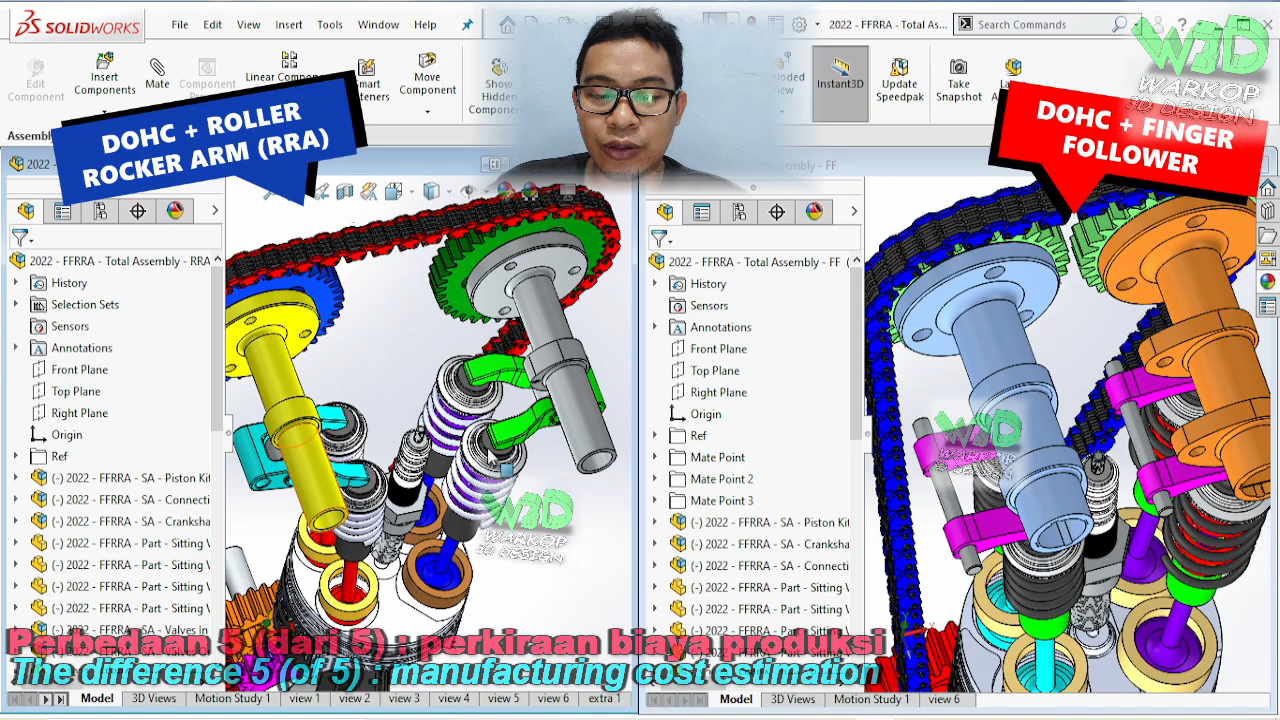 SOLIDWORKS
File Edit View Insert Tools Window Help
2022 - FFRRA - Total As...
Search Commands
Edit Component
Insert Components
Mate
Component
Linear Compon
Smart
Move Component
Show Hidden Components
Instant3D
Update Speedpak
Take Snapshot
W3D
WARKOP
3D DESIGN
DOHC + ROLLER
ROCKER ARM (RRA)
DOHC + FINGER
FOLLOWER
2022 - FFRRA - Total Assembly - RRA
History
Selection Sets
Sensors
Annotations
Front Plane
Top Plane
Right Plane
Origin
Ref
(-) 2022 - FFRRA - SA - Piston Kit
(-) 2022 - FFRRA - SA - Connecti
(-) 2022 - FFRRA - SA - Cranksha
(-) 2022 - FFRRA - Part - Sitting V
(-) 2022 - FFRRA - Part - Sitting V
(-) 2022 - FFRRA - Part - Sitting V
(-) 2022 - FFRRA - Part - Sitting V
(-) 2022 - FFRRA - Part - Valves In
2022 - FFRRA - Total Assembly - FF
History
Sensors
Annotations
Front Plane
Top Plane
Right Plane
Origin
Ref
Mate Point
Mate Point 2
Mate Point 3
(-) 2022 - FFRRA - SA - Piston Kit
(-) 2022 - FFRRA - SA - Cranksha
(-) 2022 - FFRRA - SA - Connecti
(-) 2022 - FFRRA - Part - Sitting V
(-) 2022 - FFRRA - Part - Sitting V
W3D
WARKOP
3D DESIGN
W3D
WARKOP
Perbedaan 5 (dari 5) : perkiraan biaya produksi
The difference 5 (of 5) : manufacturing cost estimation
Model 3D Views Motion Study view 1 view 2 view 3 view 4 view 5 view 6 extra 1
Model 3D Views Motion Study 1 view 6